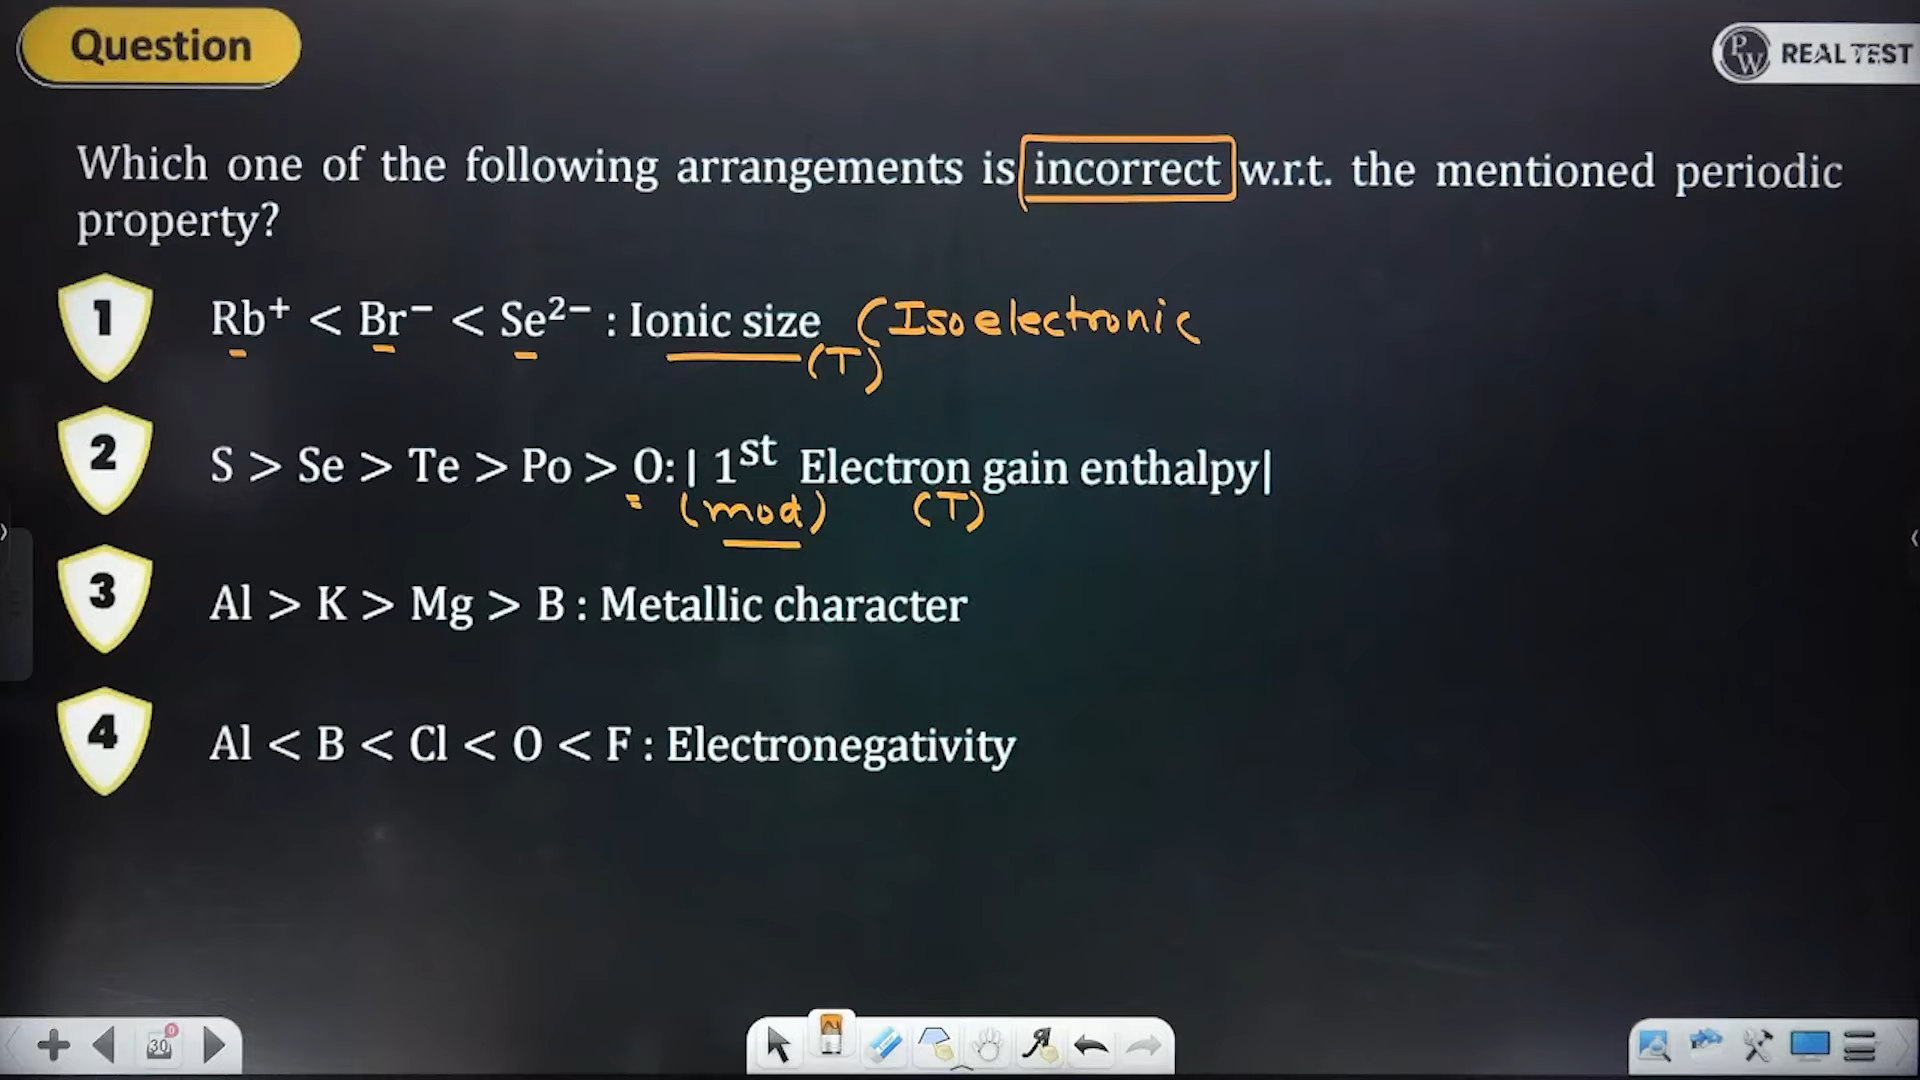 Question
PW REAL TEST
Which one of the following arrangements is incorrect w.r.t. the mentioned periodic
property?
1 Rb⁺ < Br⁻ < Se²⁻ : Ionic size (Isoelectronic
(T)
2 S > Se > Te > Po > O: | 1ˢᵗ Electron gain enthalpy|
(mod) (T)
3 Al > K > Mg > B : Metallic character
4 Al < B < Cl < O < F : Electronegativity
30 0